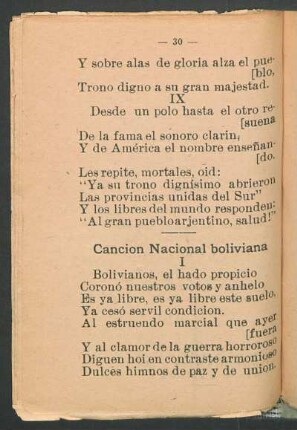 — 30 —
Y sobre alas de gloria alza el pue-
[blo,
Trono digno a su gran majestad.
IX
Desde un polo hasta el otro re-
[suena
De la fama el sonoro clarin,
Y de América el nombre enseñan-
[do.
Les repite, mortales, oid:
"Ya su trono dignísimo abrieron
Las provincias unidas del Sur"
Y los libres del mundo responden:
"Al gran puebloarjentino, salud!"
Cancion Nacional boliviana
I
Bolivianos, el hado propicio
Coronó nuestros votos y anhelo
Es ya libre, es ya libre este suelo.
Ya cesó servil condicion.
Al estruendo marcial que ayer
[fuera
Y al clamor de la guerra horroroso
Diguen hoi en contraste armonioso
Dulces himnos de paz y de union.